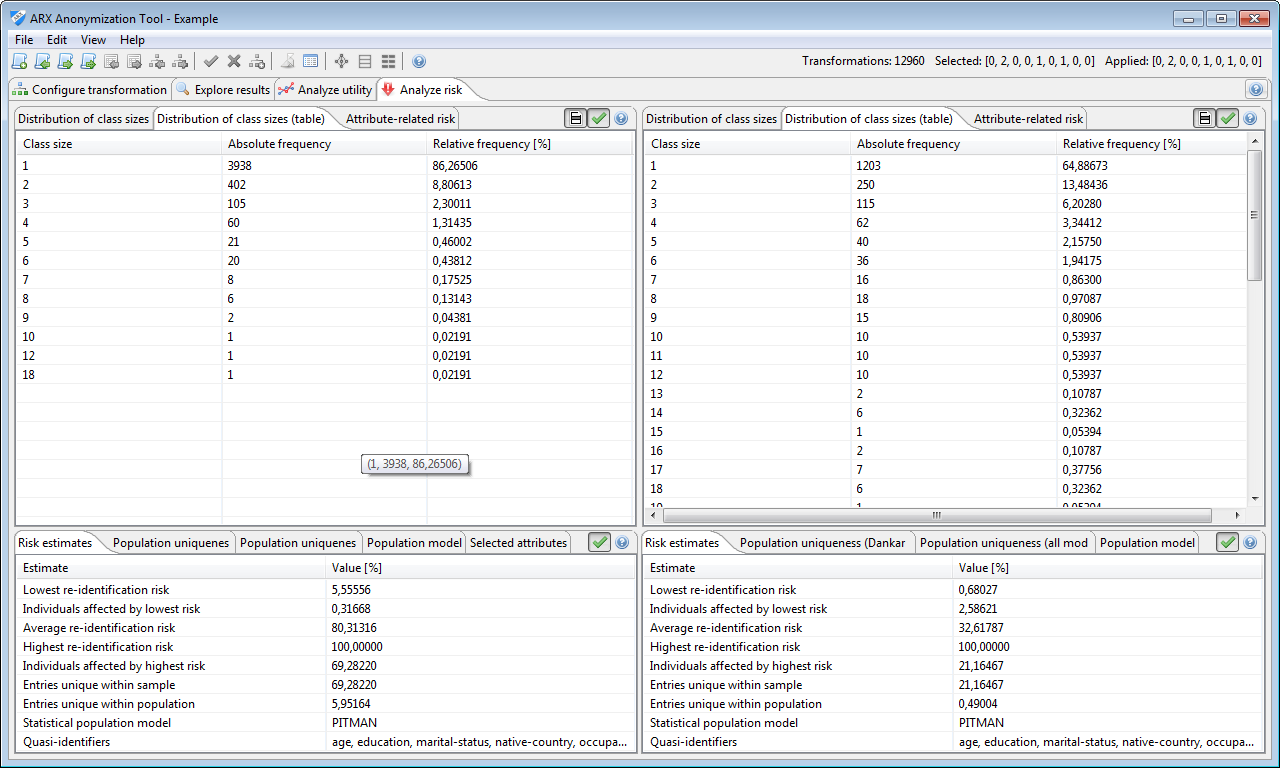 ARX Anonymization Tool - Example
File Edit View Help
Transformations: 12960 Selected: [0, 2, 0, 0, 1, 0, 1, 0, 0] Applied: [0, 2, 0, 0, 1, 0, 1, 0, 0]
Configure transformation Explore results Analyze utility Analyze risk
Distribution of class sizes Distribution of class sizes (table) Attribute-related risk
Class size Absolute frequency Relative frequency [%]
1 3938 86,26506
2 402 8,80613
3 105 2,30011
4 60 1,31435
5 21 0,46002
6 20 0,43812
7 8 0,17525
8 6 0,13143
9 2 0,04381
10 1 0,02191
12 1 0,02191
18 1 0,02191
(1, 3938, 86,26506)
Distribution of class sizes Distribution of class sizes (table) Attribute-related risk
Class size Absolute frequency Relative frequency [%]
1 1203 64,88673
2 250 13,48436
3 115 6,20280
4 62 3,34412
5 40 2,15750
6 36 1,94175
7 16 0,86300
8 18 0,97087
9 15 0,80906
10 10 0,53937
11 10 0,53937
12 10 0,53937
13 2 0,10787
14 6 0,32362
15 1 0,05394
16 2 0,10787
17 7 0,37756
18 6 0,32362
19 1 0,05394
Risk estimates Population uniquenes Population uniquenes Population model Selected attributes
Estimate Value [%]
Lowest re-identification risk 5,55556
Individuals affected by lowest risk 0,31668
Average re-identification risk 80,31316
Highest re-identification risk 100,00000
Individuals affected by highest risk 69,28220
Entries unique within sample 69,28220
Entries unique within population 5,95164
Statistical population model PITMAN
Quasi-identifiers age, education, marital-status, native-country, occupa...
Risk estimates Population uniqueness (Dankar Population uniqueness (all mod Population model
Estimate Value [%]
Lowest re-identification risk 0,68027
Individuals affected by lowest risk 2,58621
Average re-identification risk 32,61787
Highest re-identification risk 100,00000
Individuals affected by highest risk 21,16467
Entries unique within sample 21,16467
Entries unique within population 0,49004
Statistical population model PITMAN
Quasi-identifiers age, education, marital-status, native-country, occupa...